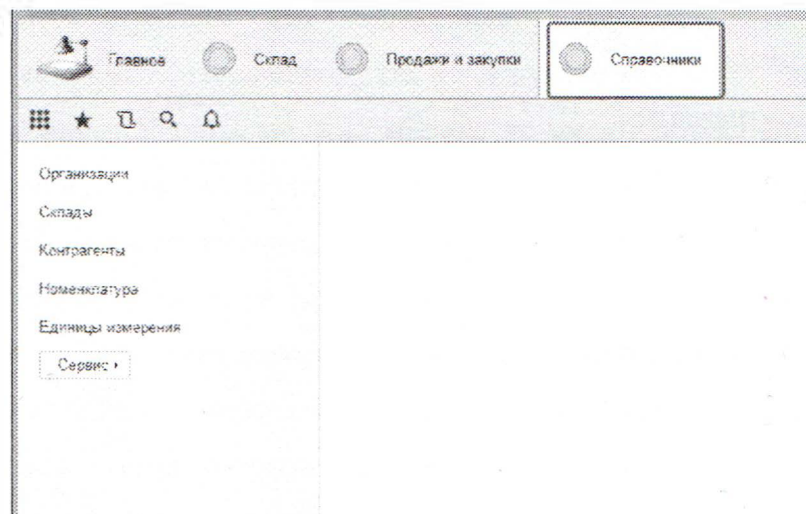 Главное Склад Продажи и закупки Справочники
Организации
Склады
Контрагенты
Номенклатура
Единицы измерения
Сервис